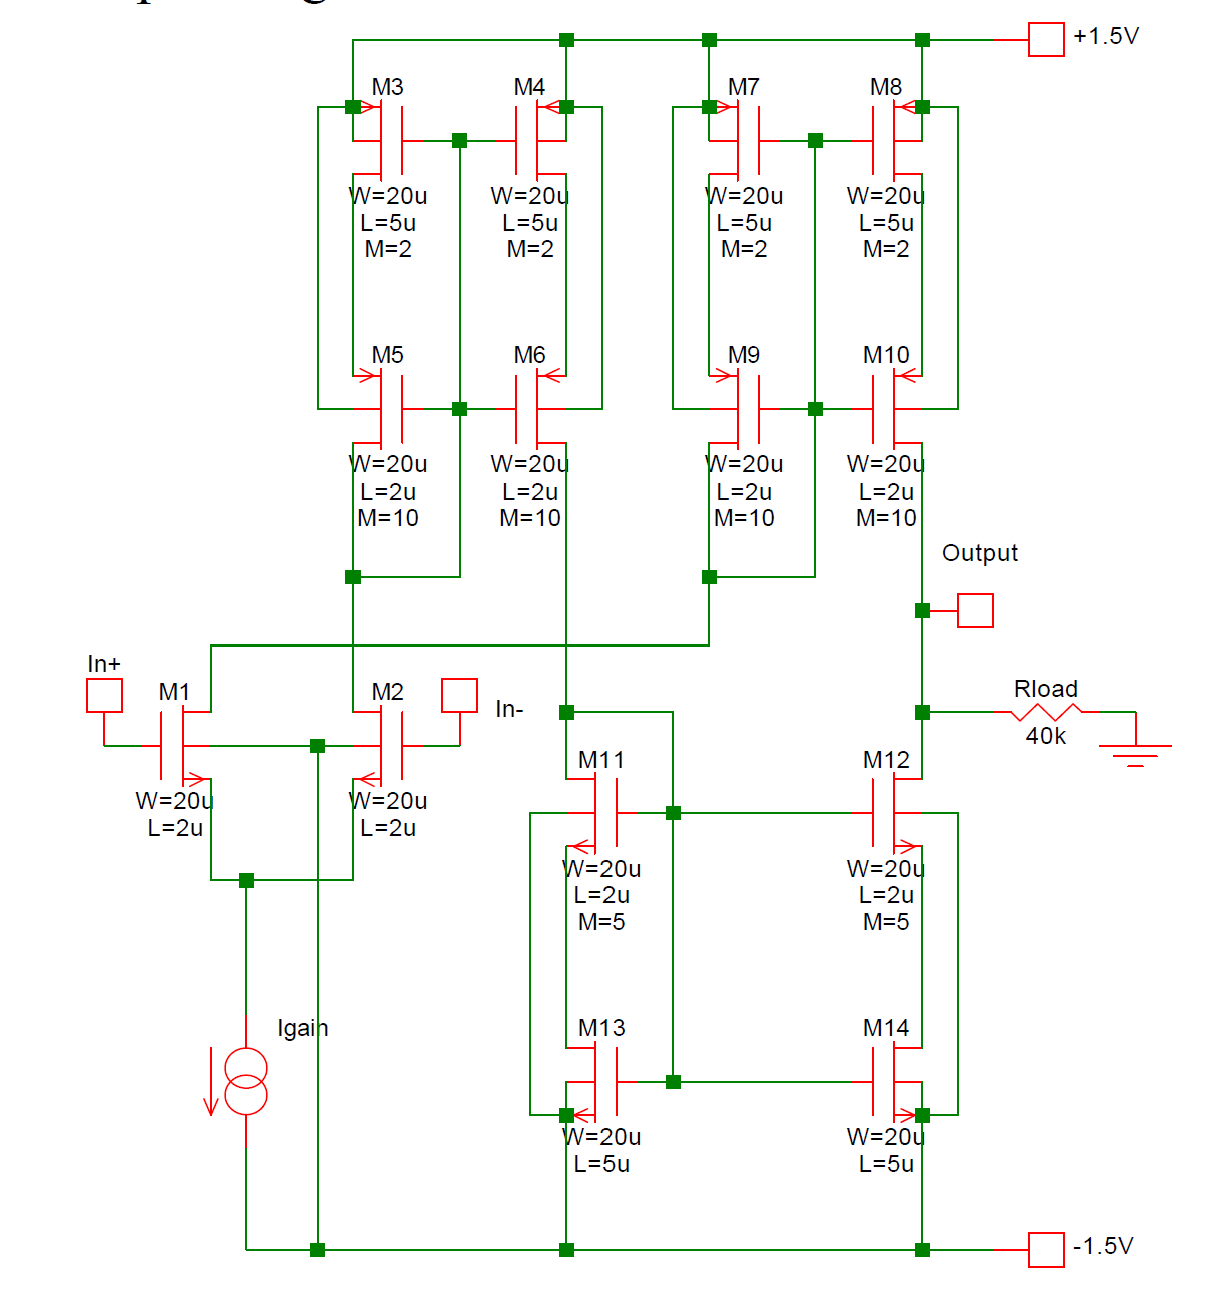 +1.5V
M3 M4 M7 M8
W=20u W=20u W=20u W=20u
L=5u L=5u L=5u L=5u
M=2 M=2 M=2 M=2
M5 M6 M9 M10
W=20u W=20u W=20u W=20u
L=2u L=2u L=2u L=2u
M=10 M=10 M=10 M=10
Output
In+
M1 M2 In-
Rload
40k
M11 M12
W=20u W=20u
L=2u L=2u
W=20u W=20u
L=2u L=2u
M=5 M=5
Igain
M13 M14
W=20u W=20u
L=5u L=5u
-1.5V